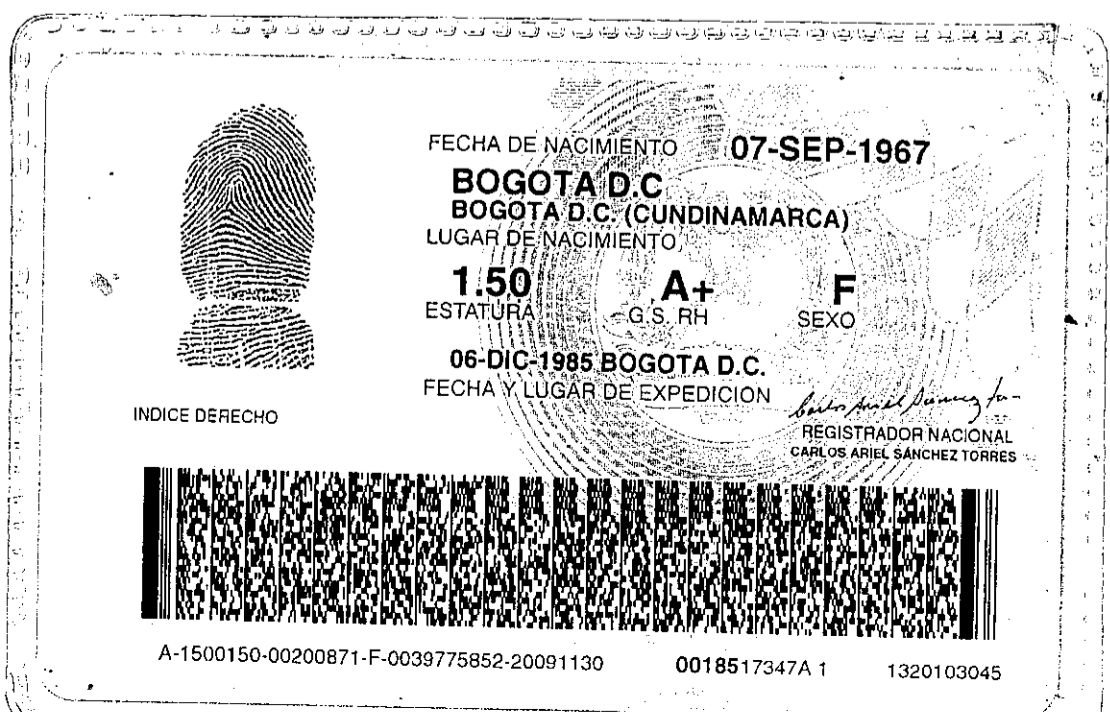 FECHA DE NACIMIENTO 07-SEP-1967
BOGOTA D.C
BOGOTA D.C. (CUNDINAMARCA)
LUGAR DE NACIMIENTO
1.50 A+ F
ESTATURA G.S. RH SEXO
06-DIC-1985 BOGOTA D.C.
FECHA Y LUGAR DE EXPEDICION
INDICE DERECHO
REGISTRADOR NACIONAL
CARLOS ARIEL SÁNCHEZ TORRES
A-1500150-00200871-F-0039775852-20091130 0018517347A 1 1320103045